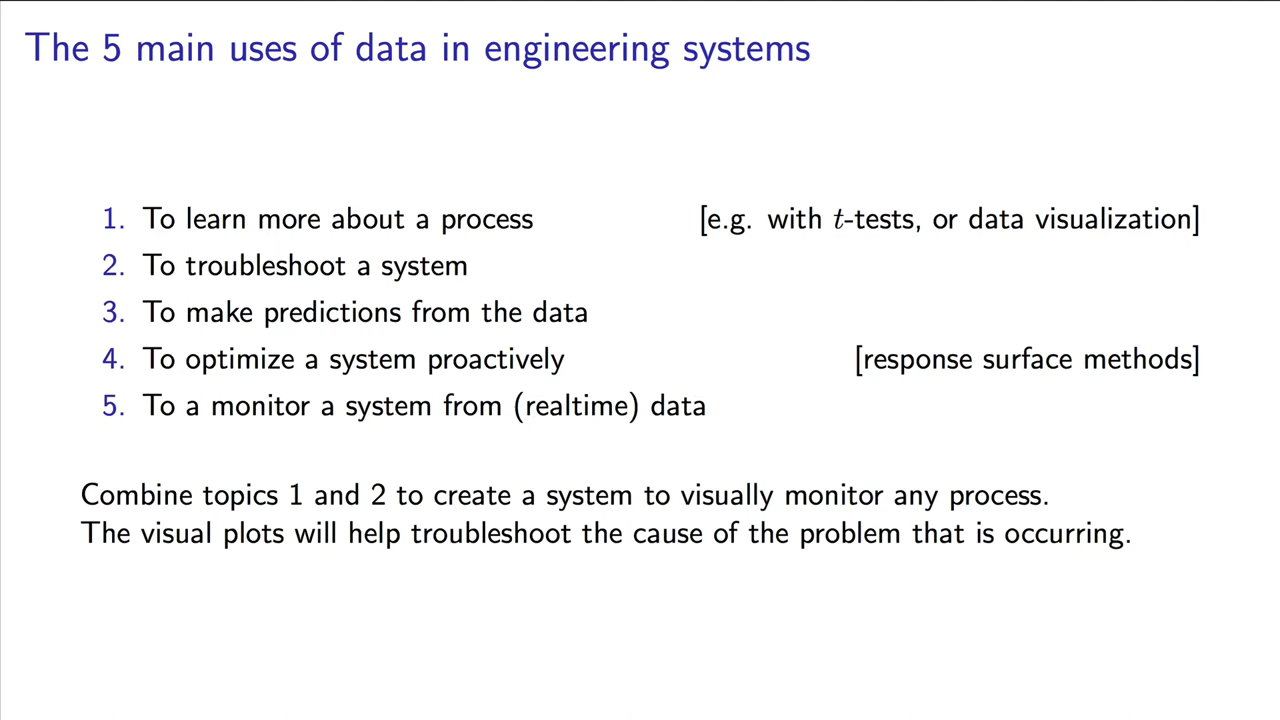 The 5 main uses of data in engineering systems
1. To learn more about a process [e.g. with t-tests, or data visualization]
2. To troubleshoot a system
3. To make predictions from the data
4. To optimize a system proactively [response surface methods]
5. To a monitor a system from (realtime) data
Combine topics 1 and 2 to create a system to visually monitor any process.
The visual plots will help troubleshoot the cause of the problem that is occurring.